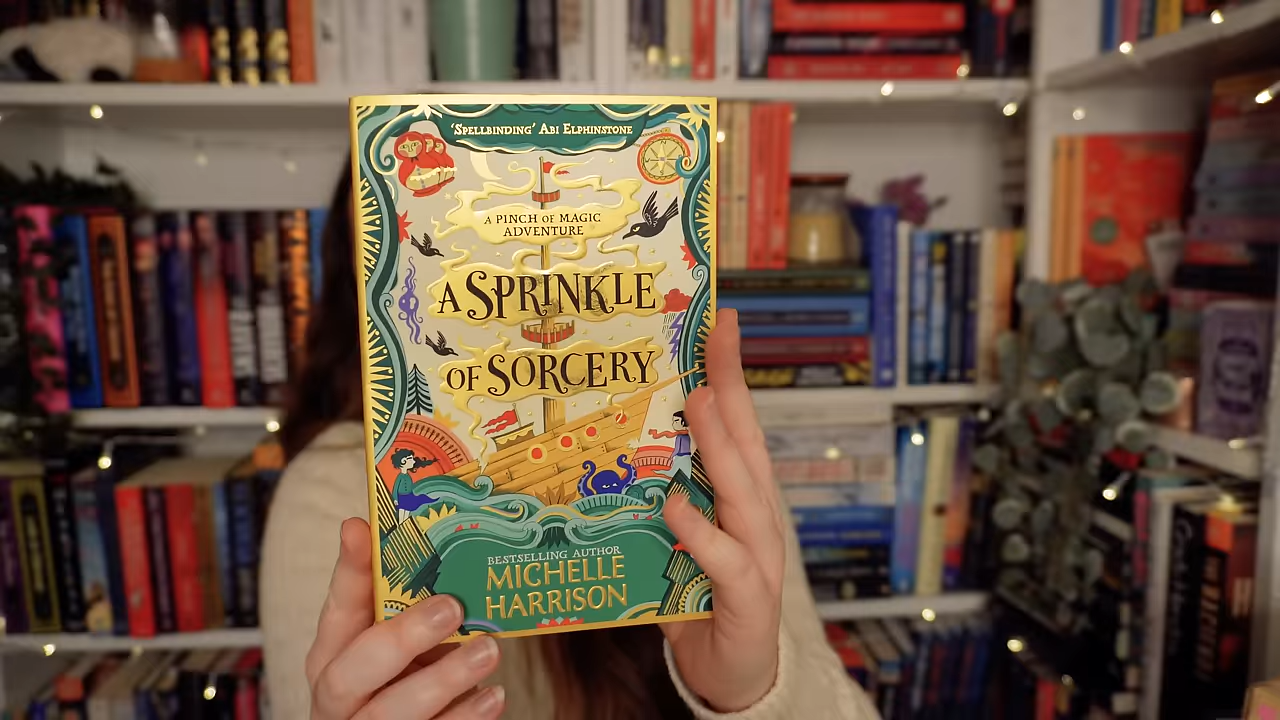 'SPELLBINDING' ABI ELPHINSTONE
A PINCH OF MAGIC
ADVENTURE
A SPRINKLE
OF SORCERY
BESTSELLING AUTHOR
MICHELLE
HARRISON